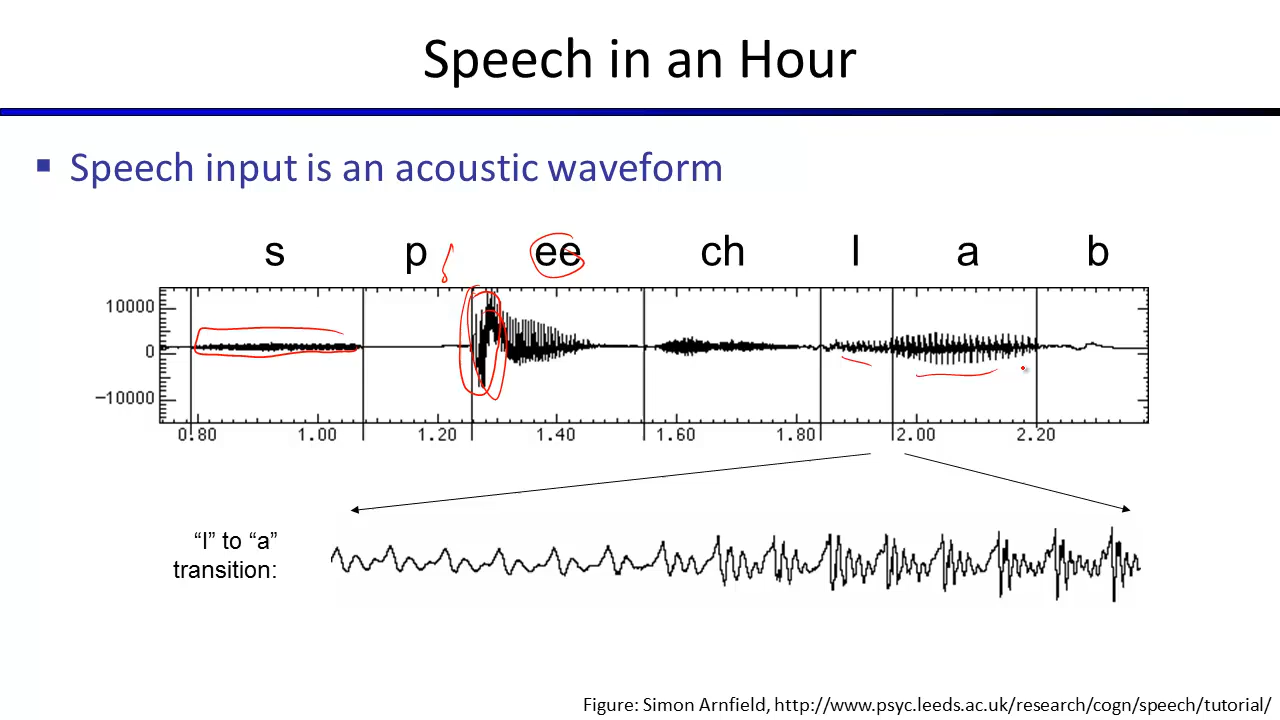 Speech in an Hour
▪ Speech input is an acoustic waveform
s p ee ch l a b
10000
0
-10000
0.80 1.00 1.20 1.40 1.60 1.80 2.00 2.20
“l” to “a”
transition:
Figure: Simon Arnfield, http://www.psyc.leeds.ac.uk/research/cogn/speech/tutorial/